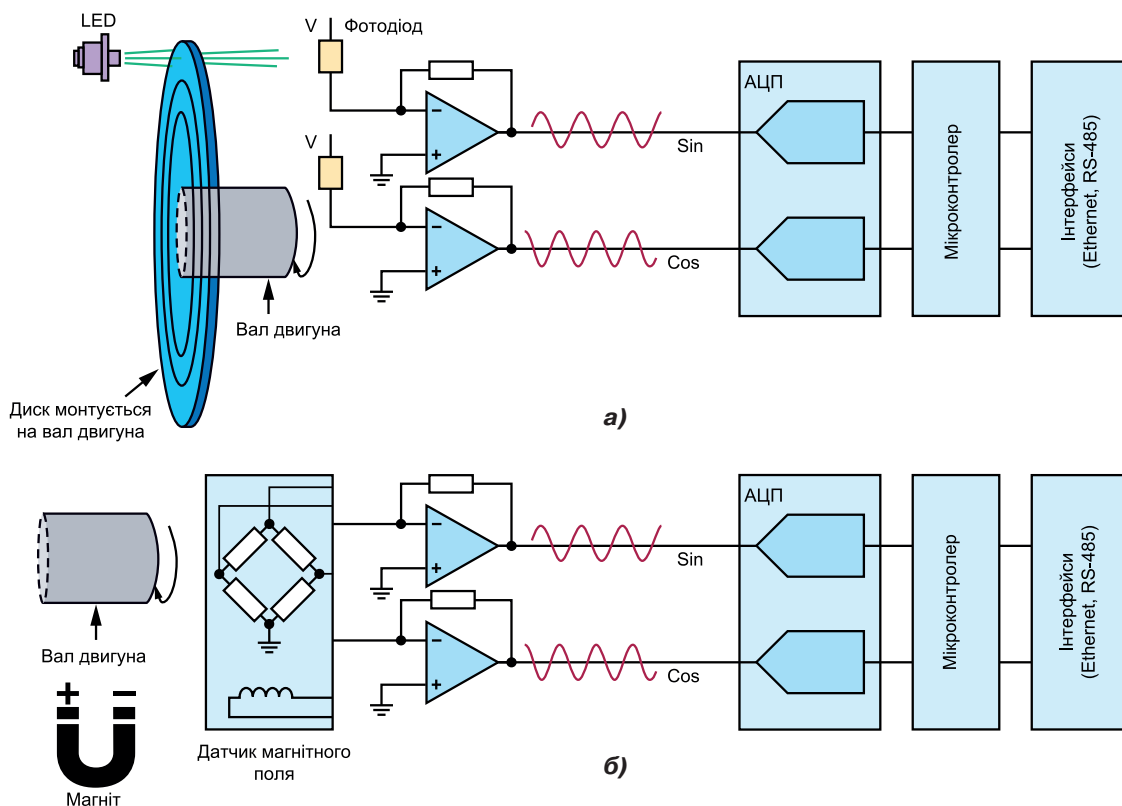 LED
V
Фотодіод
V
–
+
–
+
Sin
Cos
АЦП
Мікроконтролер
Інтерфейси
(Ethernet, RS-485)
Вал двигуна
Диск монтується
на вал двигуна
а)
–
+
–
+
Sin
Cos
АЦП
Мікроконтролер
Інтерфейси
(Ethernet, RS-485)
Вал двигуна
+ –
Магніт
Датчик магнітного
поля
б)